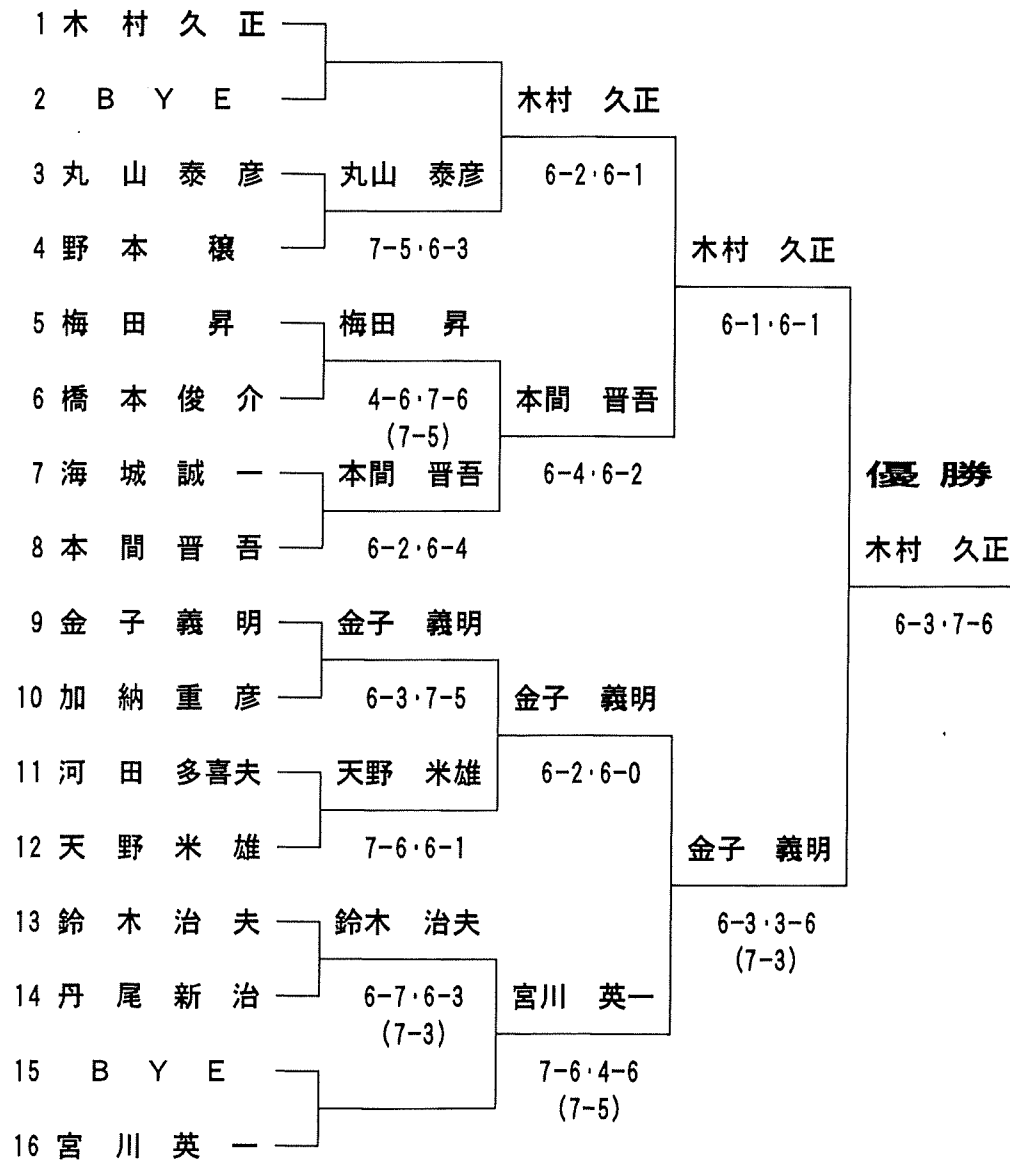 1 木村久正
2 BYE
木村 久正
3 丸山泰彦
丸山 泰彦
6-2・6-1
4 野本 穣
7-5・6-3
木村 久正
5 梅田 昇
梅田 昇
6-1・6-1
6 橋本俊介
4-6・7-6
本間 晋吾
(7-5)
7 海城誠一
本間 晋吾
6-4・6-2
優勝
8 本間晋吾
6-2・6-4
木村 久正
9 金子義明
金子 義明
6-3・7-6
10 加納重彦
6-3・7-5
金子 義明
11 河田多喜夫
天野 米雄
6-2・6-0
12 天野米雄
7-6・6-1
金子 義明
13 鈴木治夫
鈴木 治夫
6-3・3-6
(7-3)
14 丹尾新治
6-7・6-3
宮川 英一
(7-3)
15 BYE
7-6・4-6
(7-5)
16 宮川英一